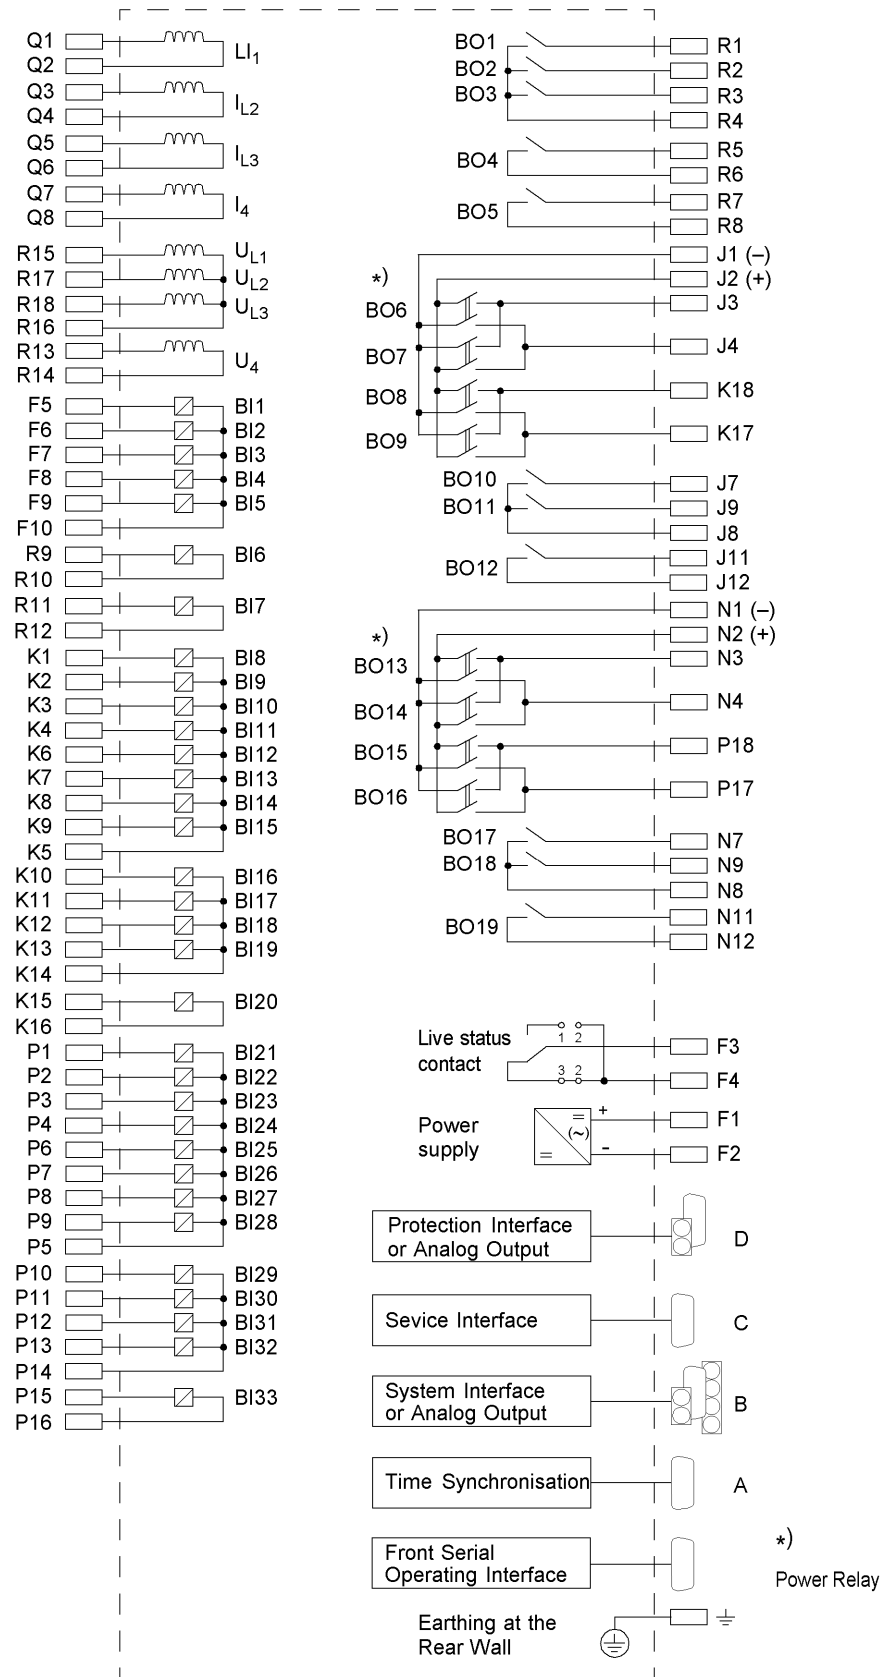 Q1
Q2 LI1
Q3
Q4 IL2
Q5
Q6 IL3
Q7
Q8 I4
R15 UL1
R17 UL2
R18 UL3
R16
R13
R14 U4
F5 BI1
F6 BI2
F7 BI3
F8 BI4
F9 BI5
F10
R9 BI6
R10
R11 BI7
R12
K1 BI8
K2 BI9
K3 BI10
K4 BI11
K6 BI12
K7 BI13
K8 BI14
K9 BI15
K5
K10 BI16
K11 BI17
K12 BI18
K13 BI19
K14
K15 BI20
K16
P1 BI21
P2 BI22
P3 BI23
P4 BI24
P6 BI25
P7 BI26
P8 BI27
P9 BI28
P5
P10 BI29
P11 BI30
P12 BI31
P13 BI32
P14
P15 BI33
P16
BO1 R1
BO2 R2
BO3 R3
R4
BO4 R5
R6
BO5 R7
R8
J1 (–)
*) J2 (+)
BO6 J3
BO7 J4
BO8 K18
BO9 K17
BO10 J7
BO11 J9
J8
BO12 J11
J12
N1 (–)
*) N2 (+)
BO13 N3
BO14 N4
BO15 P18
BO16 P17
BO17 N7
BO18 N9
N8
BO19 N11
N12
Live status
contact
1 2
3 2
F3
F4
Power
supply
= (~) =
+ F1
- F2
Protection Interface
or Analog Output
D
Sevice Interface
C
System Interface
or Analog Output
B
Time Synchronisation
A
Front Serial
Operating Interface
*)
Power Relay
Earthing at the
Rear Wall